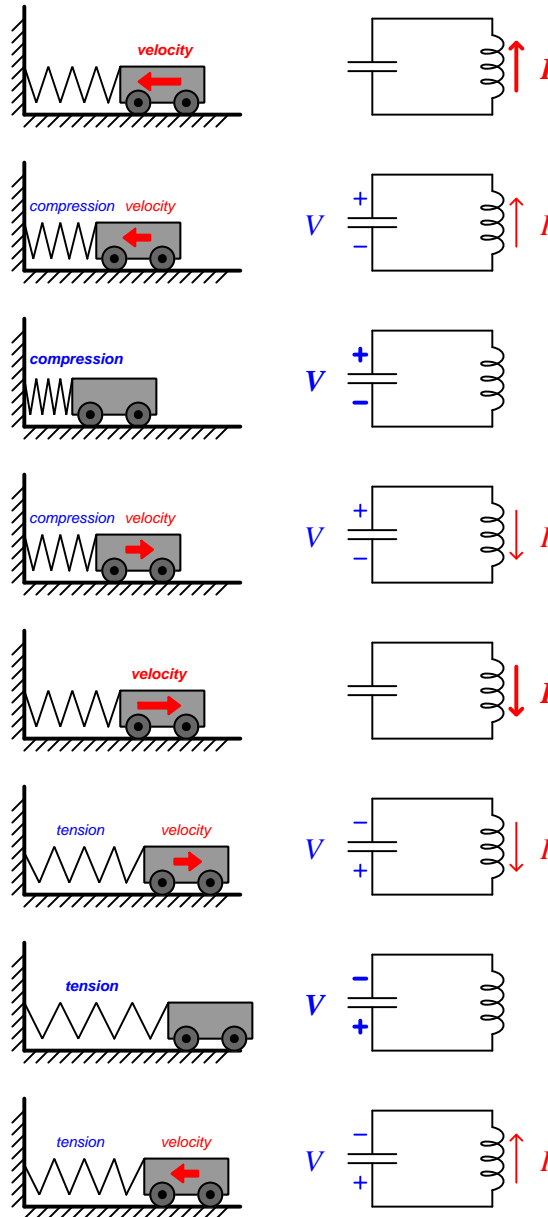 velocity
I
compression velocity
+
V
−
I
compression
+
V
−
compression velocity
+
V
−
I
velocity
I
tension velocity
−
V
+
I
tension
−
V
+
tension velocity
−
V
+
I